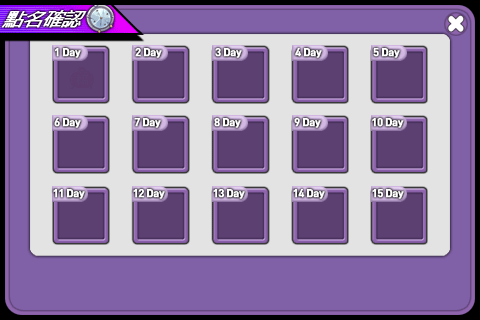 點名確認
1 Day
2 Day
3 Day
4 Day
5 Day
6 Day
7 Day
8 Day
9 Day
10 Day
11 Day
12 Day
13 Day
14 Day
15 Day